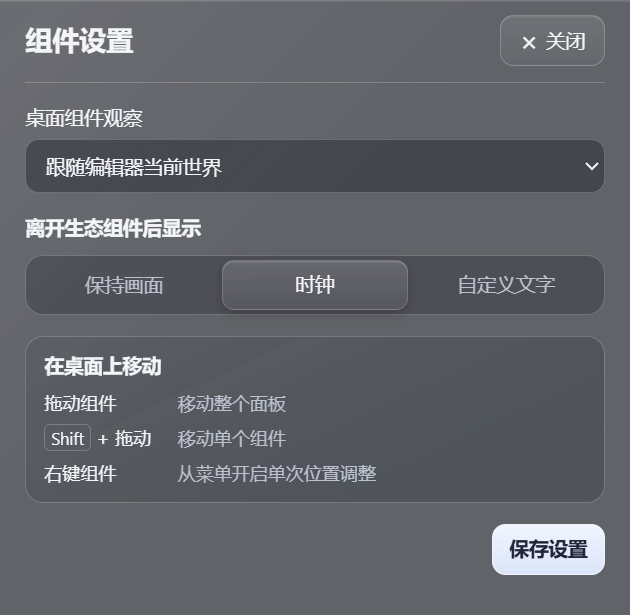 组件设置
× 关闭
桌面组件观察
跟随编辑器当前世界
离开生态组件后显示
保持画面 时钟 自定义文字
在桌面上移动
拖动组件 移动整个面板
Shift + 拖动 移动单个组件
右键组件 从菜单开启单次位置调整
保存设置